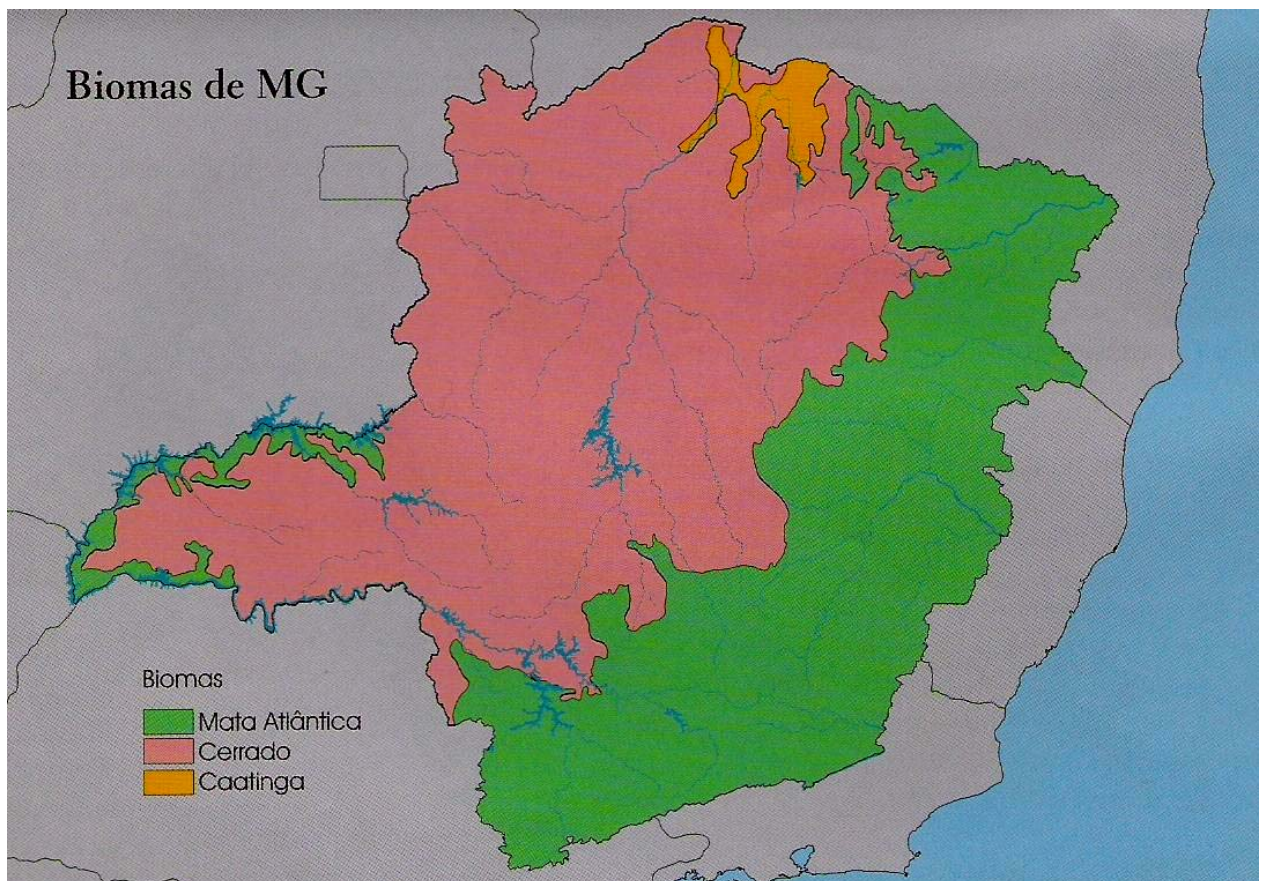 Biomas de MG
Biomas
Mata Atlântica
Cerrado
Caatinga